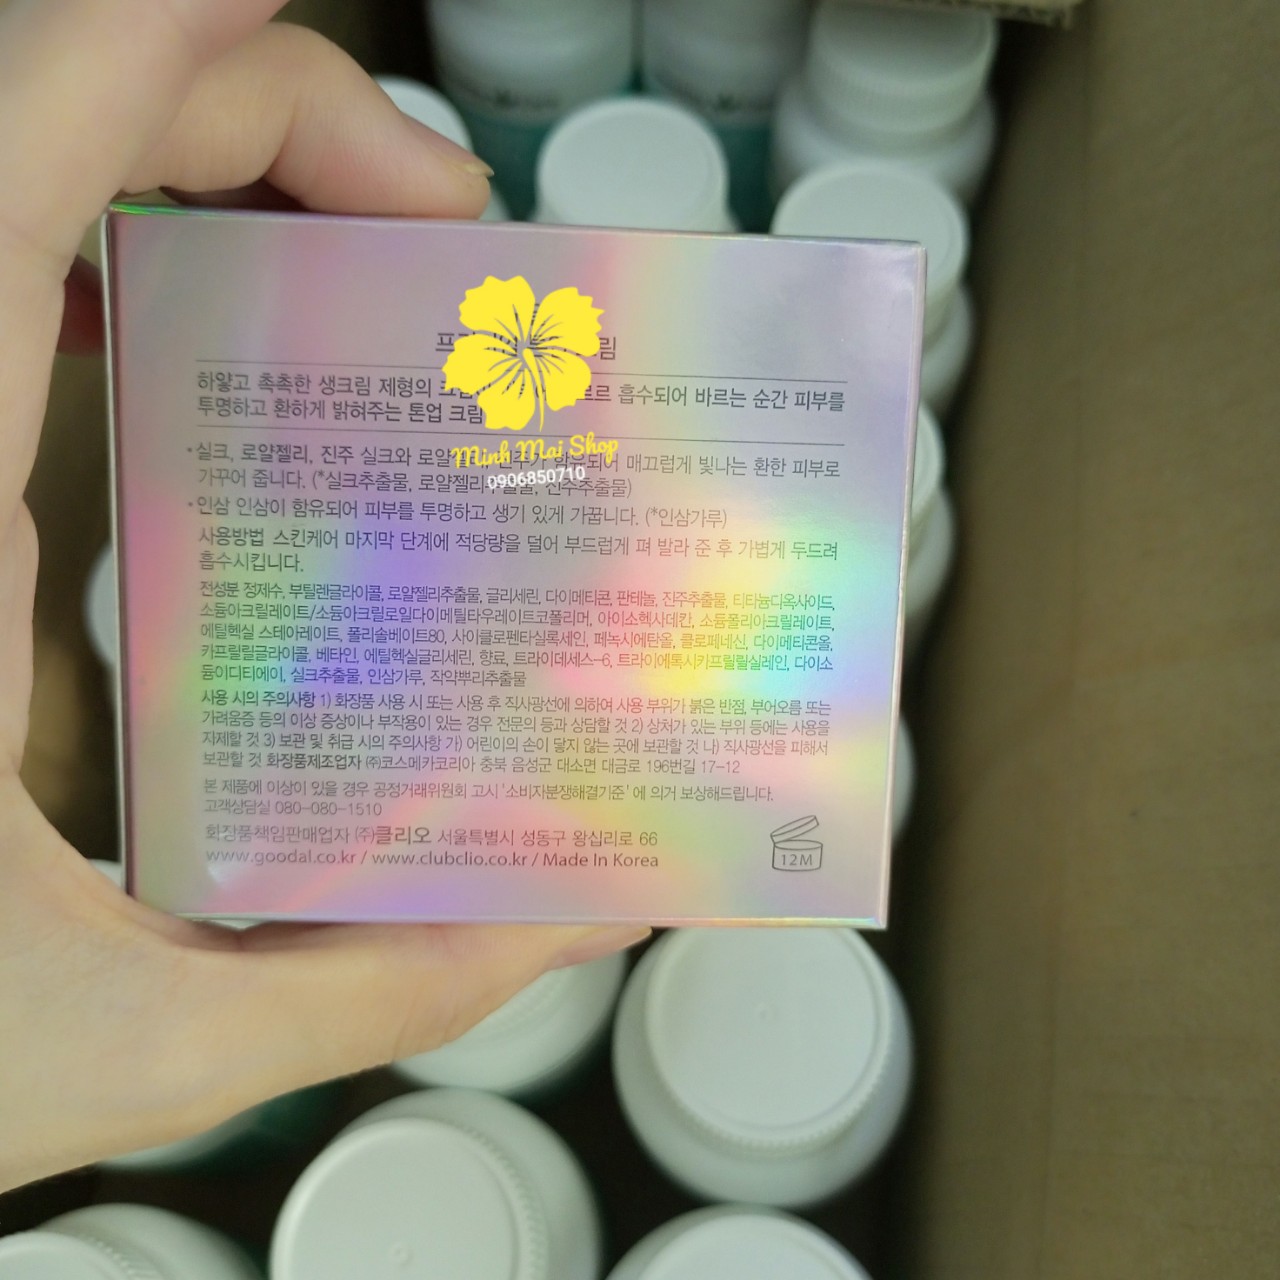 림
하얗고 촉촉한 생크림 제형의 흡수되어 바르는 순간 피부를
투명하고 환하게 밝혀주는 톤업 크림
Minh Mai Shop
0906850710
•실크, 로얄젤리, 진주 실크와 로얄 함유되어 매끄럽게 빛나는 환한 피부로
가꾸어 줍니다. (*실크추출물, 로얄젤리추출물, 진주추출물)
•인삼 인삼이 함유되어 피부를 투명하고 생기 있게 가꿉니다. (*인삼가루)
사용방법 스킨케어 마지막 단계에 적당량을 덜어 부드럽게 펴 발라 준 후 가볍게 두드려
흡수시킵니다.
전성분 정제수, 부틸렌글라이콜, 로얄젤리추출물, 글리세린, 다이메티콘, 판테놀, 진주추출물, 티타늄디옥사이드,
소듐아크릴레이트/소듐아크릴로일다이메틸타우레이트코폴리머, 아이소헥사데칸, 소듐폴리아크릴레이트,
에틸헥실 스테아레이트, 폴리솔베이트80, 사이클로펜타실록세인, 페녹시에탄올, 클로페네신, 다이메티콘올,
카프릴릴글라이콜, 베타인, 에틸헥실글리세린, 향료, 트라이데세스-6, 트라이에톡시카프릴릴실레인, 다이소
듐이디티에이, 실크추출물, 인삼가루, 작약뿌리추출물
사용 시의 주의사항 1) 화장품 사용 시 또는 사용 후 직사광선에 의하여 사용 부위가 붉은 반점, 부어오름 또는
가려움증 등의 이상 증상이나 부작용이 있는 경우 전문의 등과 상담할 것 2) 상처가 있는 부위 등에는 사용을
자제할 것 3) 보관 및 취급 시의 주의사항 가) 어린이의 손이 닿지 않는 곳에 보관할 것 나) 직사광선을 피해서
보관할 것 화장품제조업자 ㈜코스메카코리아 충북 음성군 대소면 대금로 196번길 17-12
본 제품에 이상이 있을 경우 공정거래위원회 고시 '소비자분쟁해결기준' 에 의거 보상해드립니다.
고객상담실 080-080-1510
화장품책임판매업자 (주)클리오 서울특별시 성동구 왕십리로 66
www.goodal.co.kr / www.clubclio.co.kr / Made In Korea
12M